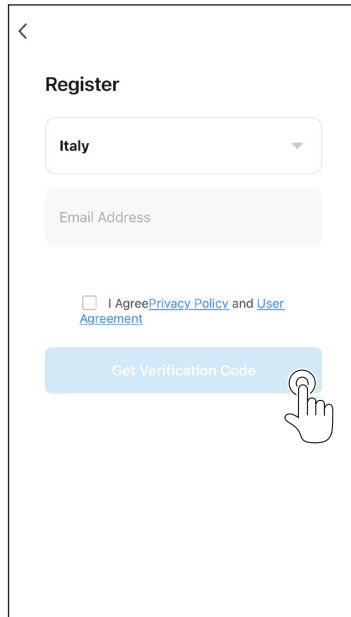 Register
Italy
Email Address
I AgreePrivacy Policy and User
Agreement
Get Verification Code